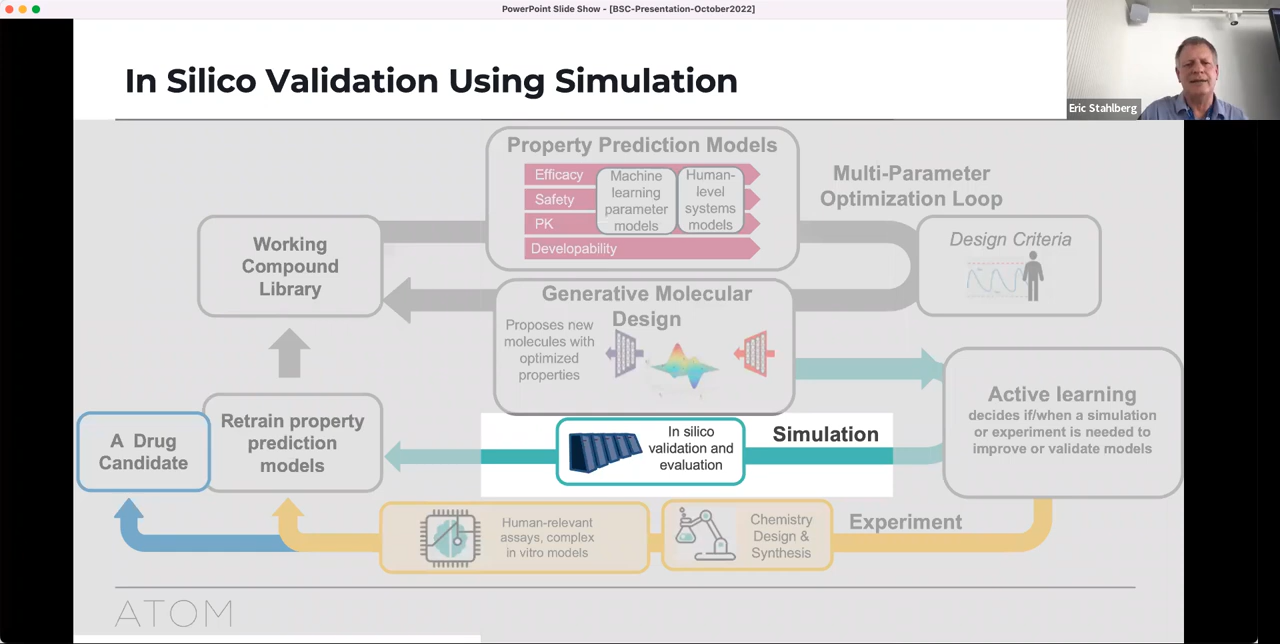 PowerPoint Slide Show - [BSC-Presentation-October2022]
Eric Stahlberg
In Silico Validation Using Simulation
Property Prediction Models
Efficacy
Safety
PK
Developability
Machine
learning
parameter
models
Human-
level
systems
models
Multi-Parameter
Optimization Loop
Working
Compound
Library
Design Criteria
Generative Molecular
Design
Proposes new
molecules with
optimized
properties
Active learning
decides if/when a simulation
or experiment is needed to
improve or validate models
A Drug
Candidate
Retrain property
prediction
models
In silico
validation and
evaluation
Simulation
Human-relevant
assays, complex
in vitro models
Chemistry
Design &
Synthesis
Experiment
ATOM